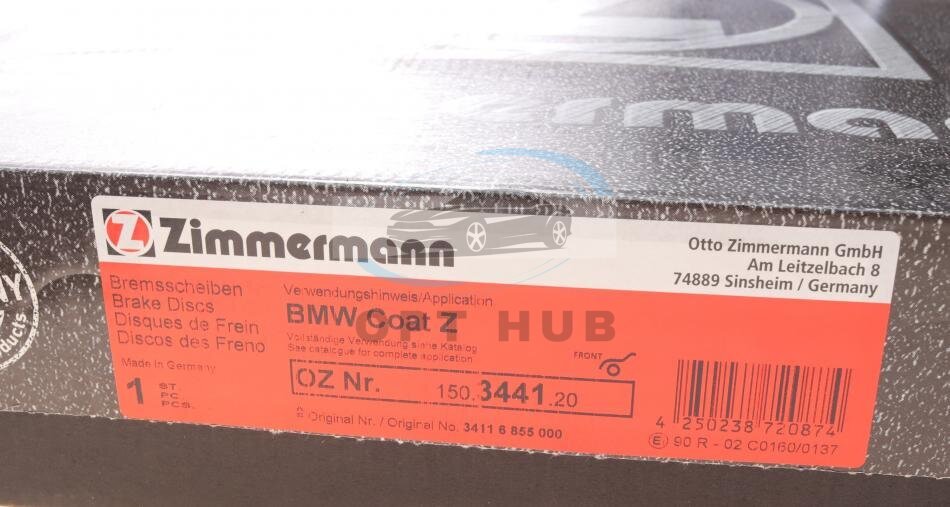 Zimmermann
Otto Zimmermann GmbH
Am Leitzelbach 8
74889 Sinsheim / Germany
Bremsscheiben
Brake Discs
Disques de Frein
Discos des Freno
Made in Germany
1 ST.
PC.
PCS.
Verwendungshinweis/Application
BMW Coat Z
OPT HUB
Vollständige Verwendung siehe Katalog
See catalogue for complete application
FRONT
OZ Nr. 150.3441.20
Original Nr. / Original No. 3411 6 855 000
4 250238 720874
E1 90 R - 02 C0160/0137